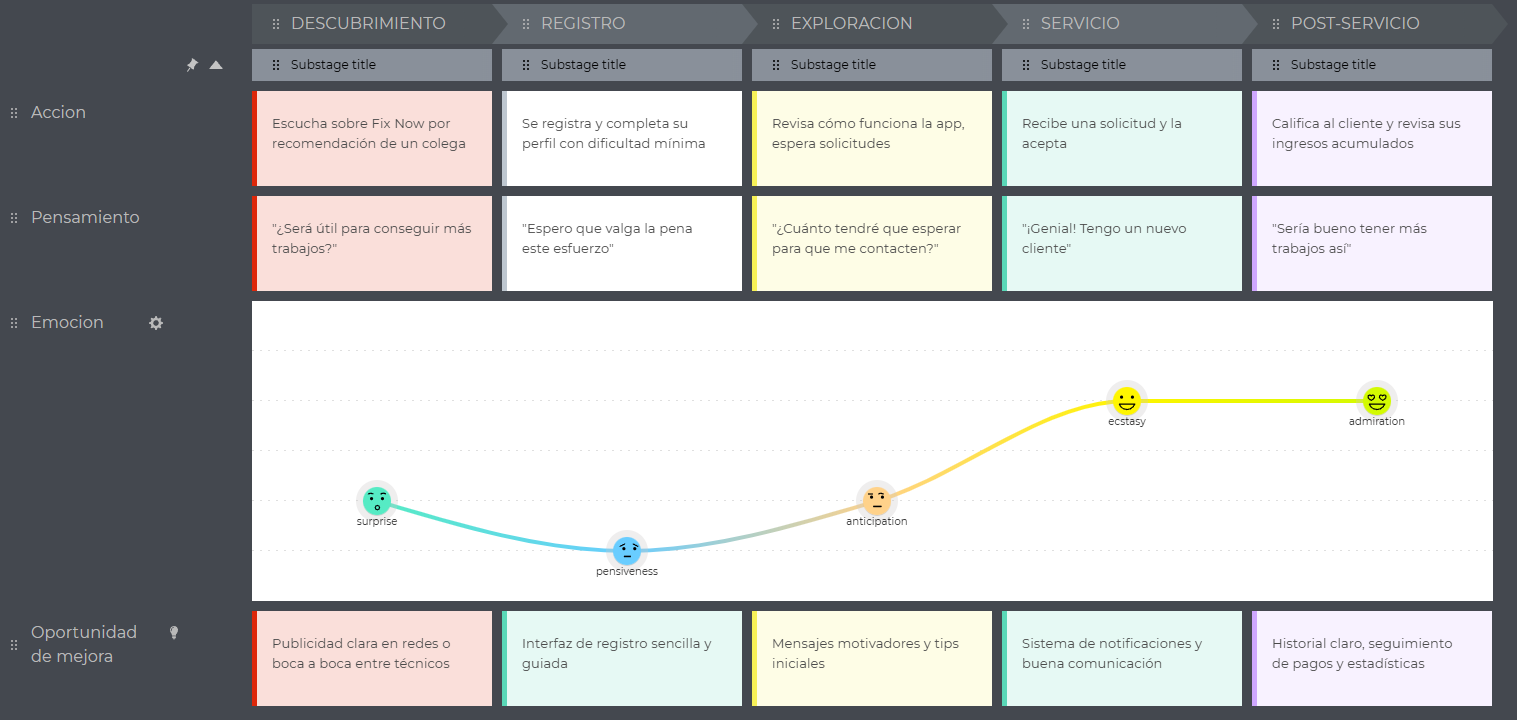 DESCUBRIMIENTO
REGISTRO
EXPLORACION
SERVICIO
POST-SERVICIO
Substage title
Substage title
Substage title
Substage title
Substage title
Accion
Escucha sobre Fix Now por
recomendación de un colega
Se registra y completa su
perfil con dificultad mínima
Revisa cómo funciona la app,
espera solicitudes
Recibe una solicitud y la
acepta
Califica al cliente y revisa sus
ingresos acumulados
Pensamiento
"¿Será útil para conseguir más
trabajos?"
"Espero que valga la pena
este esfuerzo"
"¿Cuánto tendré que esperar
para que me contacten?"
"¡Genial! Tengo un nuevo
cliente"
"Sería bueno tener más
trabajos así"
Emocion
surprise
pensiveness
anticipation
ecstasy
admiration
Oportunidad
de mejora
Publicidad clara en redes o
boca a boca entre técnicos
Interfaz de registro sencilla y
guiada
Mensajes motivadores y tips
iniciales
Sistema de notificaciones y
buena comunicación
Historial claro, seguimiento
de pagos y estadísticas